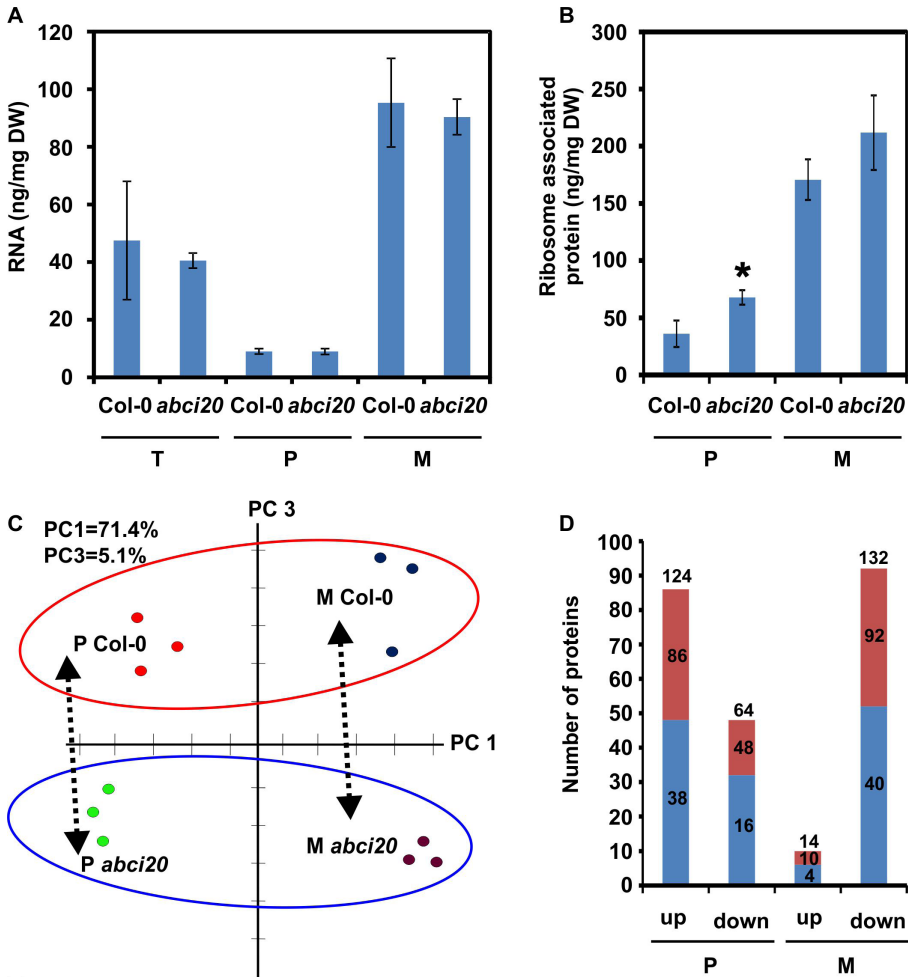 A
RNA (ng/mg DW)
120
100
80
60
40
20
0
Col-0 abci20 Col-0 abci20 Col-0 abci20
T P M
B
Ribosome associated
protein (ng/mg DW)
300
250
200
150
100
50
0
*
Col-0 abci20 Col-0 abci20
P M
C
PC1=71.4%
PC3=5.1%
PC 3
M Col-0
P Col-0
PC 1
P abci20
M abci20
D
Number of proteins
100
90
80
70
60
50
40
30
20
10
0
124
86
38
64
48
16
14
10
4
132
92
40
up down up down
P M